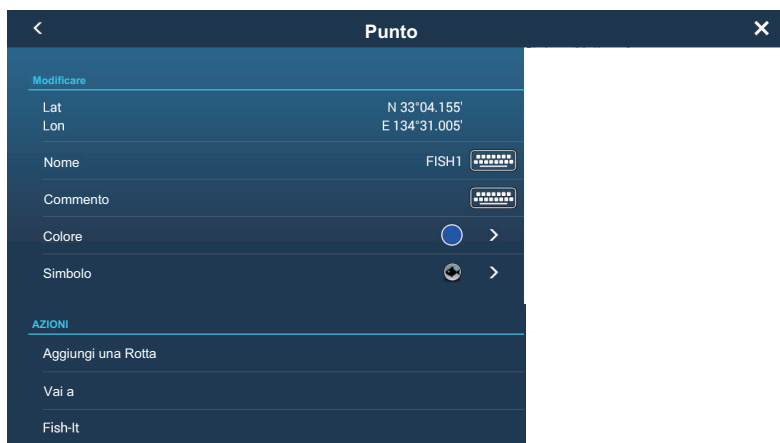 Punto
Modificare
Lat N 33°04.155'
Lon E 134°31.005'
Nome FISH1
Commento
Colore
Simbolo
AZIONI
Aggiungi una Rotta
Vai a
Fish-It